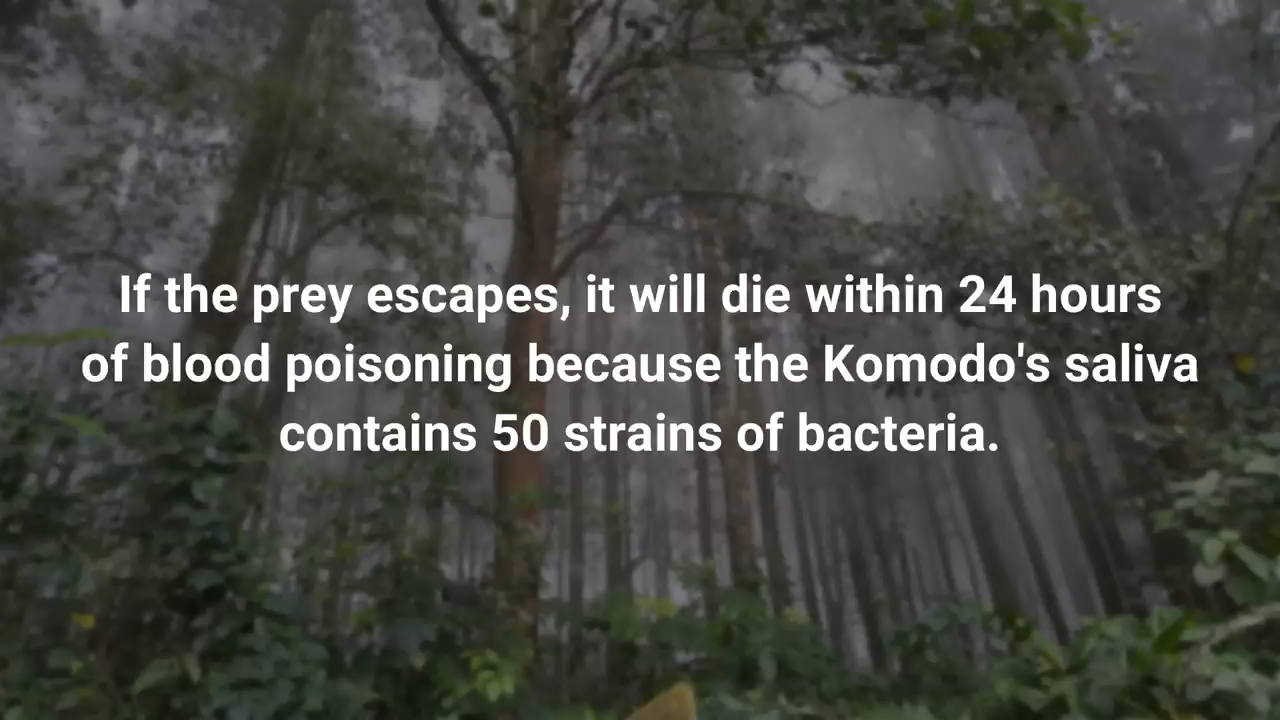 If the prey escapes, it will die within 24 hours
of blood poisoning because the Komodo's saliva
contains 50 strains of bacteria.